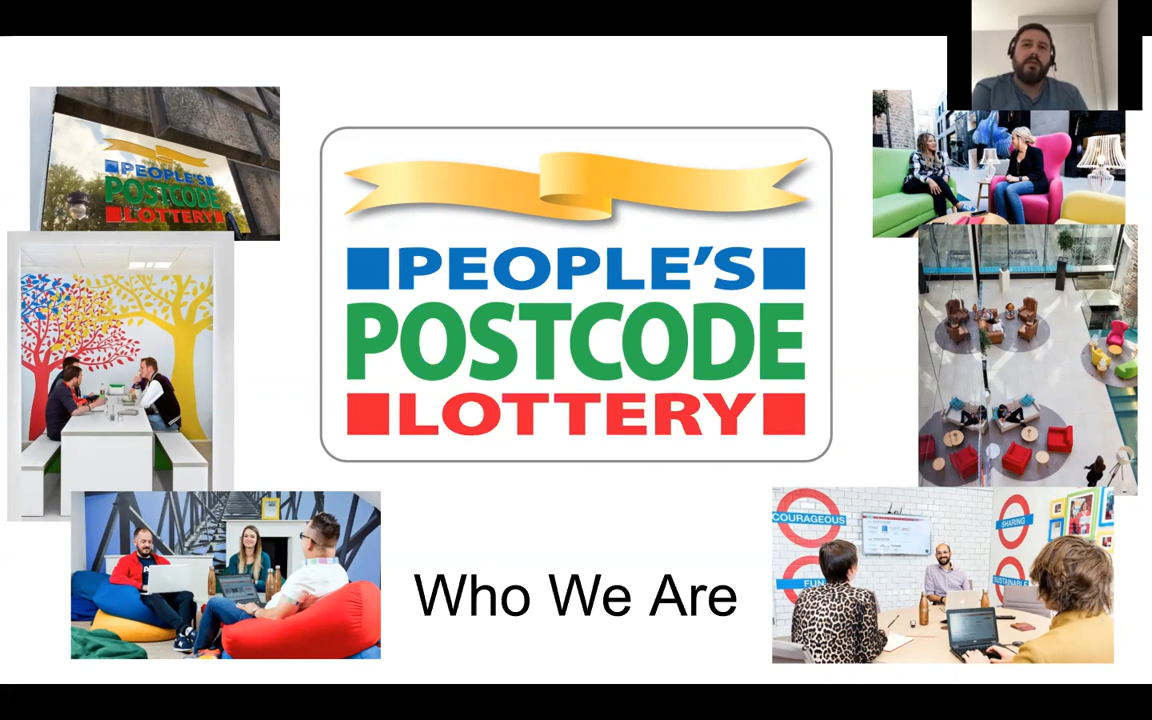 PEOPLE'S
POSTCODE
LOTTERY
PEOPLE'S
POSTCODE
LOTTERY
Who We Are
COURAGEOUS
FUN
SHARING
SUSTAINABLE